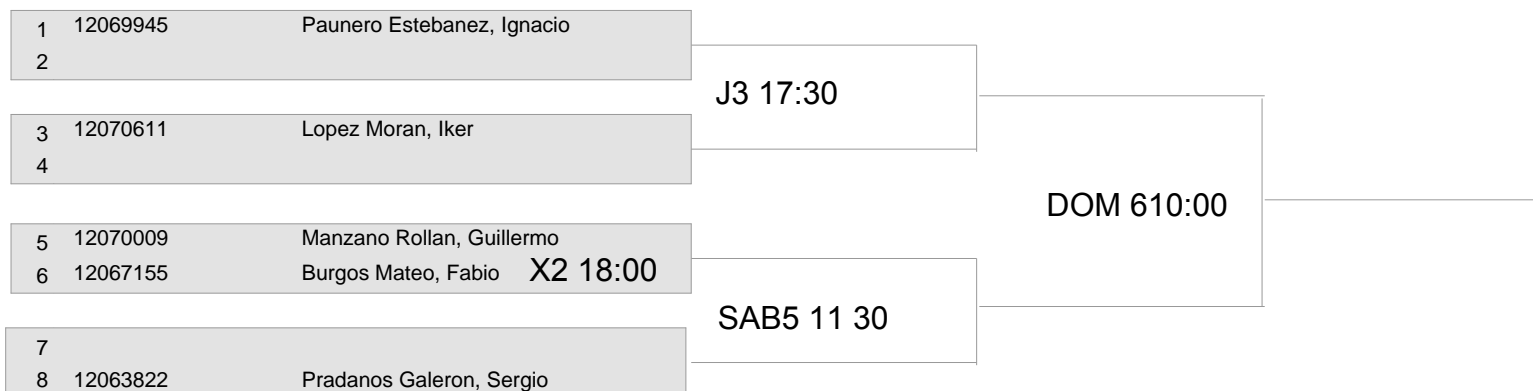 1 12069945 Paunero Estebanez, Ignacio
2
J3 17:30
3 12070611 Lopez Moran, Iker
4
DOM 610:00
5 12070009 Manzano Rollan, Guillermo
6 12067155 Burgos Mateo, Fabio X2 18:00
SAB5 11 30
7
8 12063822 Pradanos Galeron, Sergio